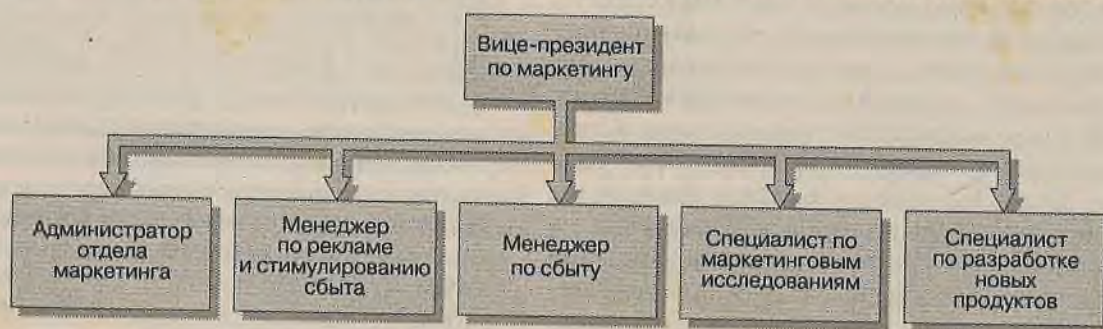 Вице-президент
по маркетингу
Администратор
отдела
маркетинга
Менеджер
по рекламе
и стимулированию
сбыта
Менеджер
по сбыту
Специалист по
маркетинговым
исследованиям
Специалист
по разработке
новых
продуктов